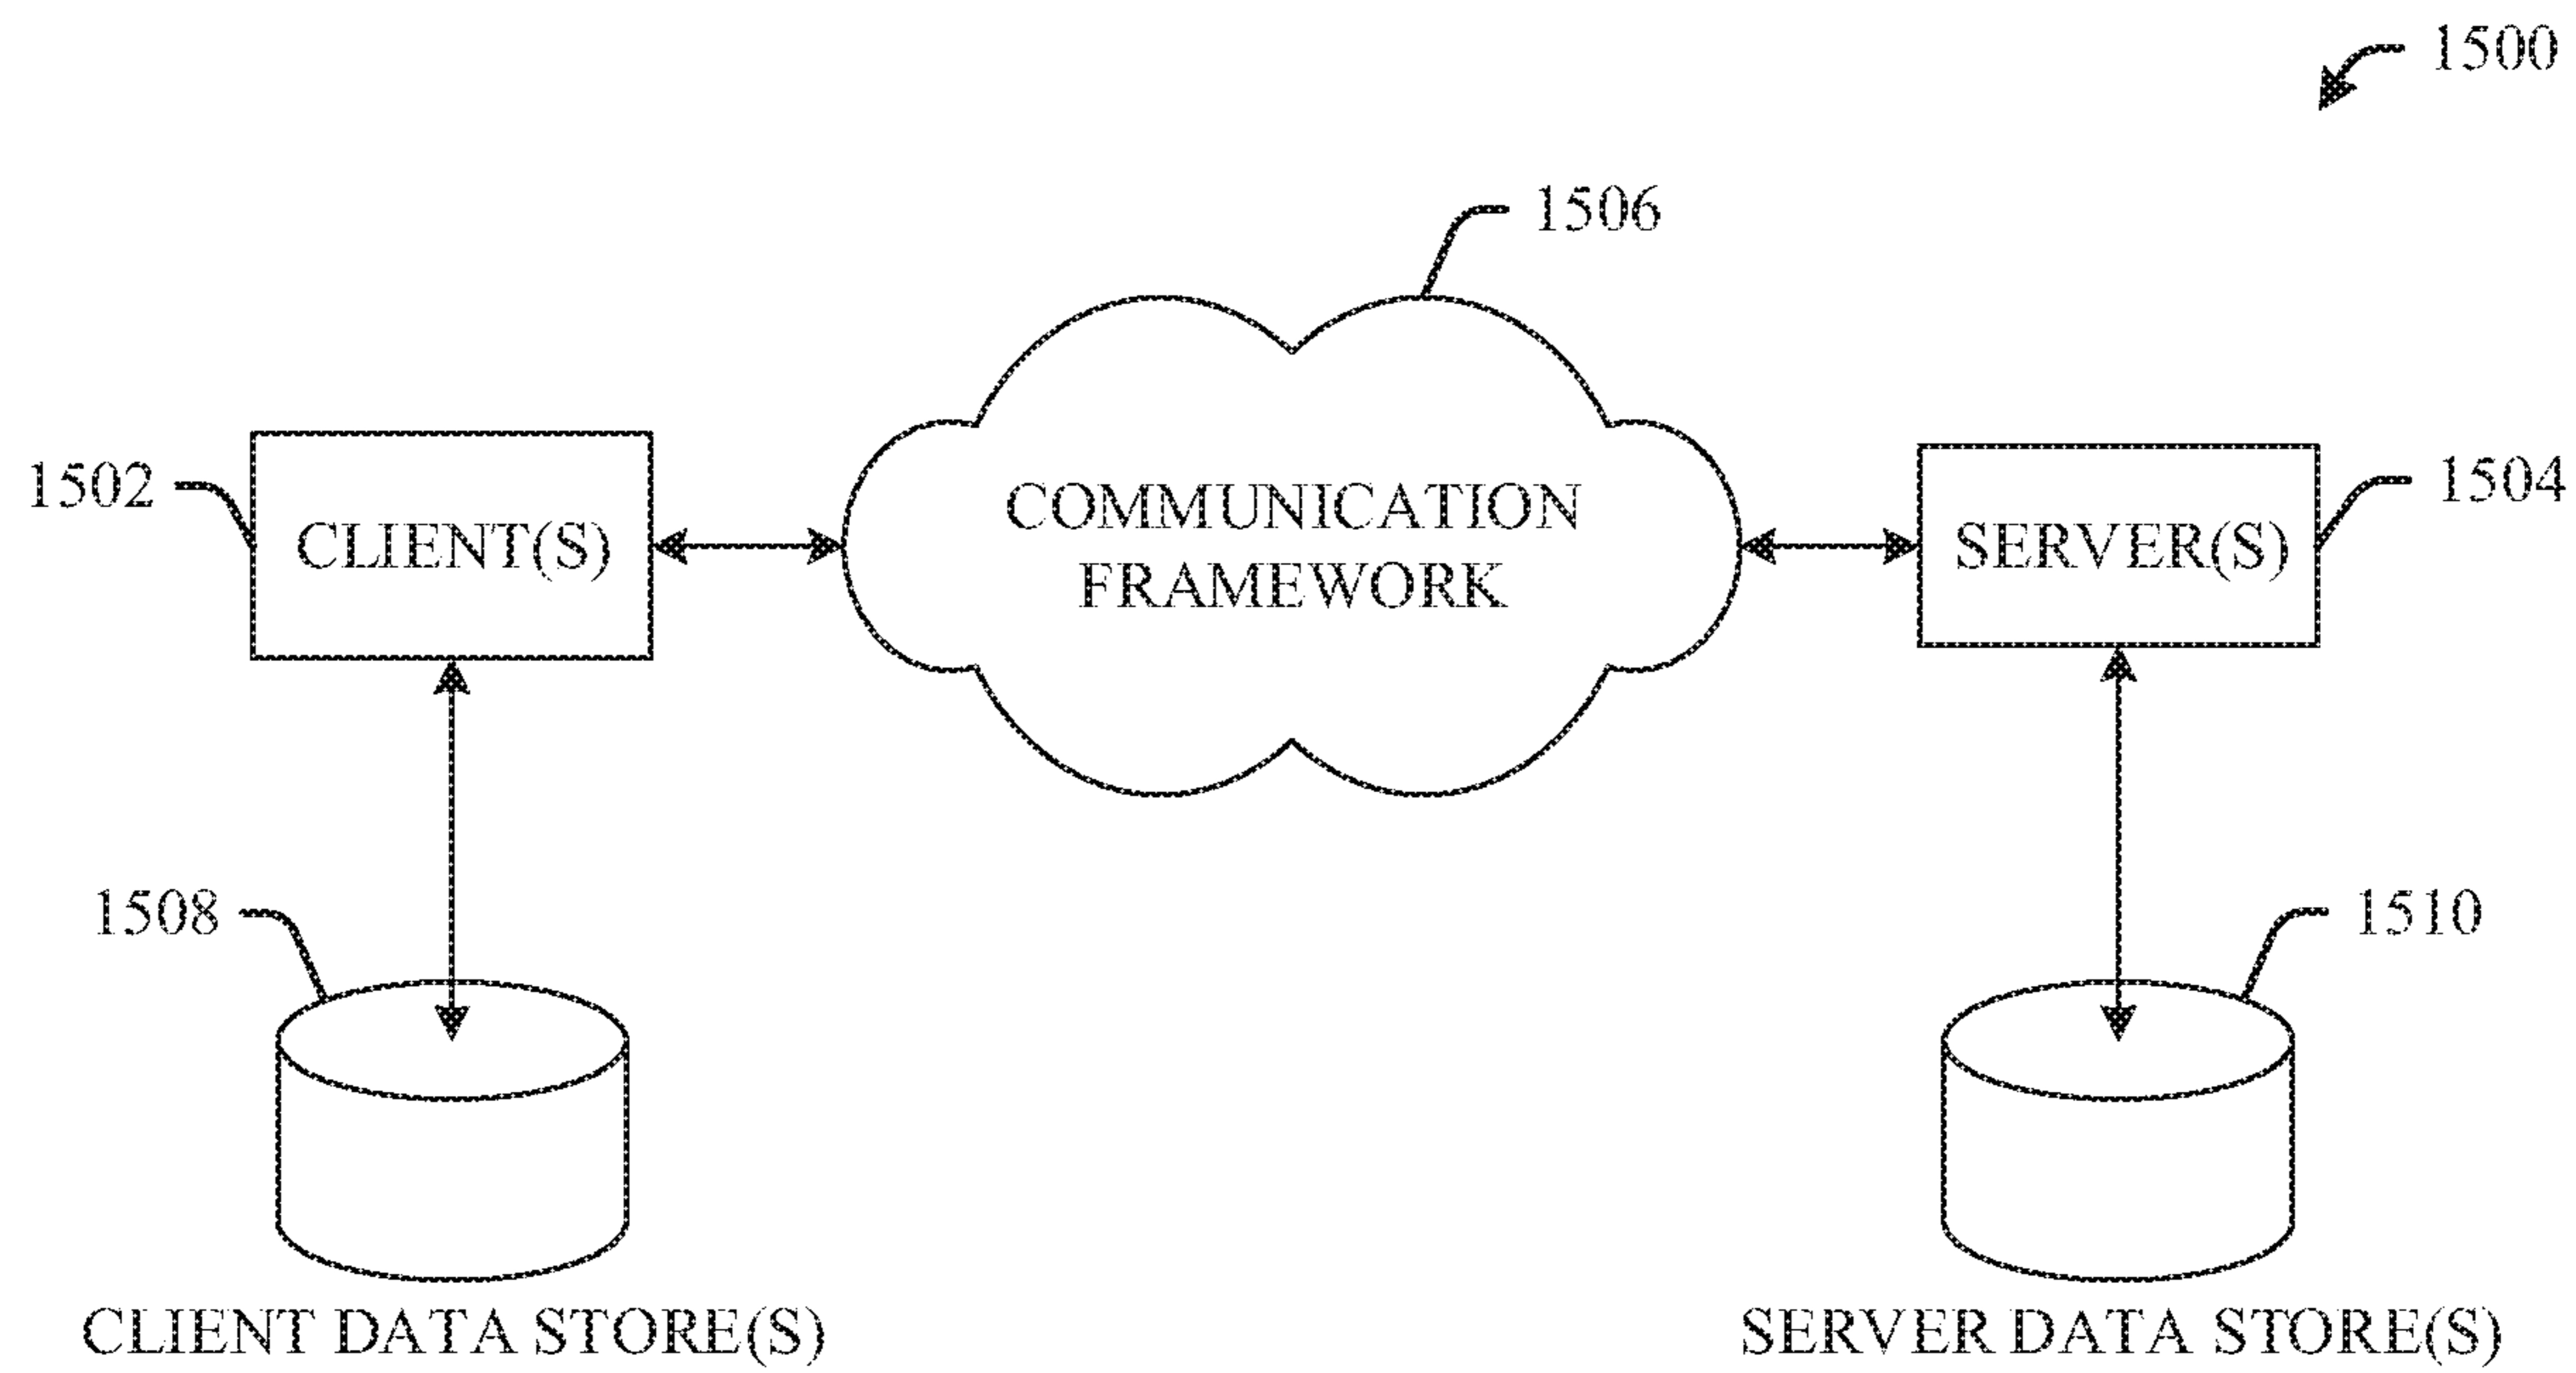 1500
1506
1502
CLIENT(S)
COMMUNICATION
FRAMEWORK
SERVER(S)
1504
1508
1510
CLIENT DATA STORE(S)
SERVER DATA STORE(S)